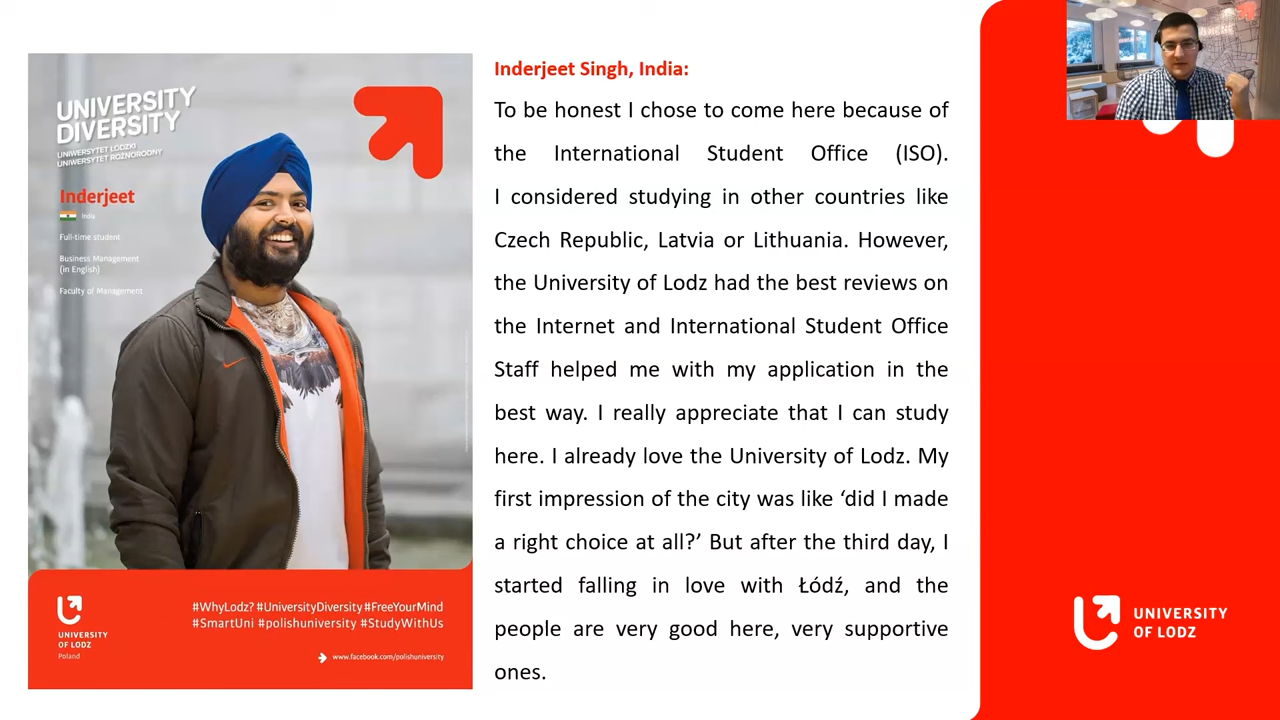 UNIVERSITY
DIVERSITY
UNIWERSYTET ŁÓDZKI
UNIWERSYTET RÓŻNORODNY
Inderjeet
India
Full-time student
Business Management
(in English)
Faculty of Management
UNIVERSITY
OF LODZ
Poland
#WhyLodz? #UniversityDiversity #FreeYourMind
#SmartUni #polishuniversity #StudyWithUs
www.facebook.com/polishuniversity
Inderjeet Singh, India:
To be honest I chose to come here because of
the International Student Office (ISO).
I considered studying in other countries like
Czech Republic, Latvia or Lithuania. However,
the University of Lodz had the best reviews on
the Internet and International Student Office
Staff helped me with my application in the
best way. I really appreciate that I can study
here. I already love the University of Lodz. My
first impression of the city was like ‘did I made
a right choice at all?’ But after the third day, I
started falling in love with Łódź, and the
people are very good here, very supportive
ones.
UNIVERSITY
OF LODZ